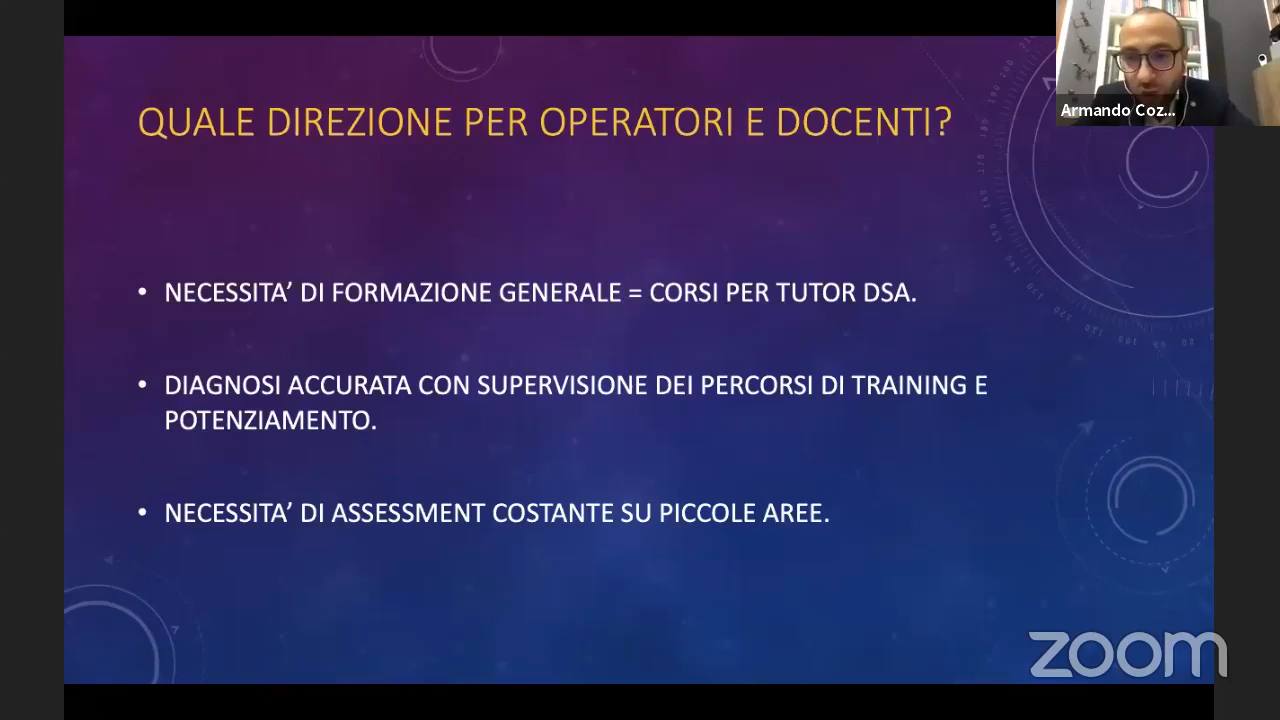 QUALE DIREZIONE PER OPERATORI E DOCENTI?
Armando Coz...
• NECESSITA' DI FORMAZIONE GENERALE = CORSI PER TUTOR DSA.
• DIAGNOSI ACCURATA CON SUPERVISIONE DEI PERCORSI DI TRAINING E
POTENZIAMENTO.
• NECESSITA' DI ASSESSMENT COSTANTE SU PICCOLE AREE.
zoom